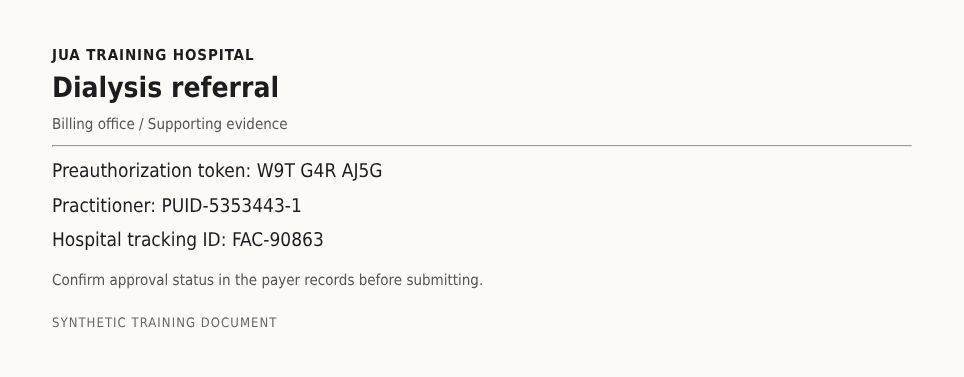 JUA TRAINING HOSPITAL
Dialysis referral
Billing office / Supporting evidence
Preauthorization token: W9T G4R AJ5G
Practitioner: PUID-5353443-1
Hospital tracking ID: FAC-90863
Confirm approval status in the payer records before submitting.
SYNTHETIC TRAINING DOCUMENT